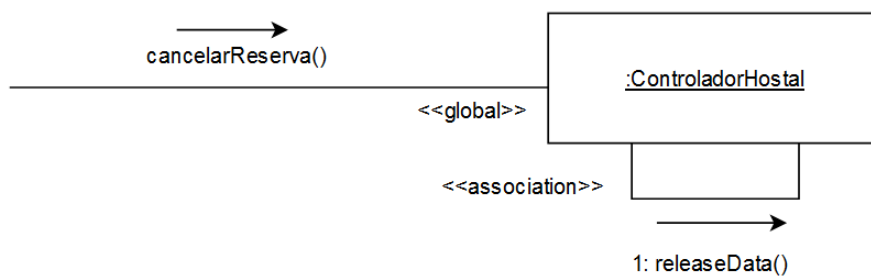 cancelarReserva()
:ControladorHostal
<<global>>
<<association>>
1: releaseData()